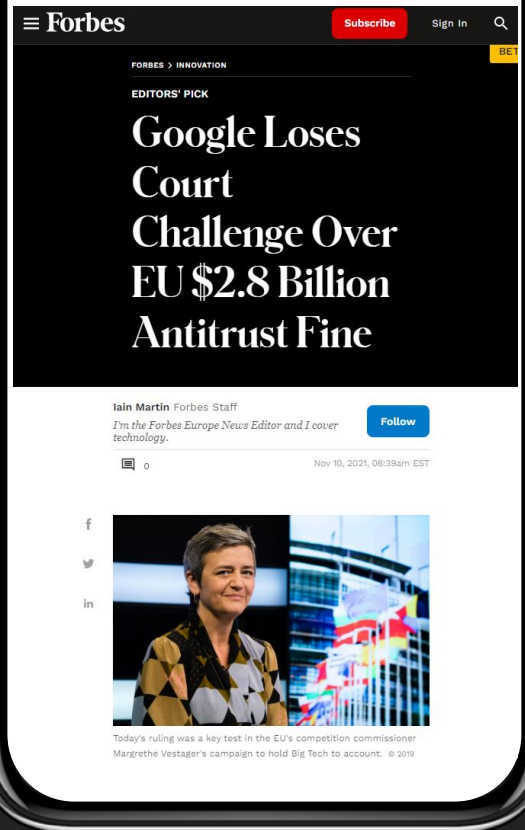 Forbes
Subscribe
Sign In
BET
FORBES > INNOVATION
EDITORS' PICK
Google Loses
Court
Challenge Over
EU $2.8 Billion
Antitrust Fine
Iain Martin Forbes Staff
I'm the Forbes Europe News Editor and I cover
technology.
Follow
0
Nov 10, 2021, 06:39am EST
f
in
Today's ruling was a key test in the EU's competition commissioner
Margrethe Vestager's campaign to hold Big Tech to account. © 2019